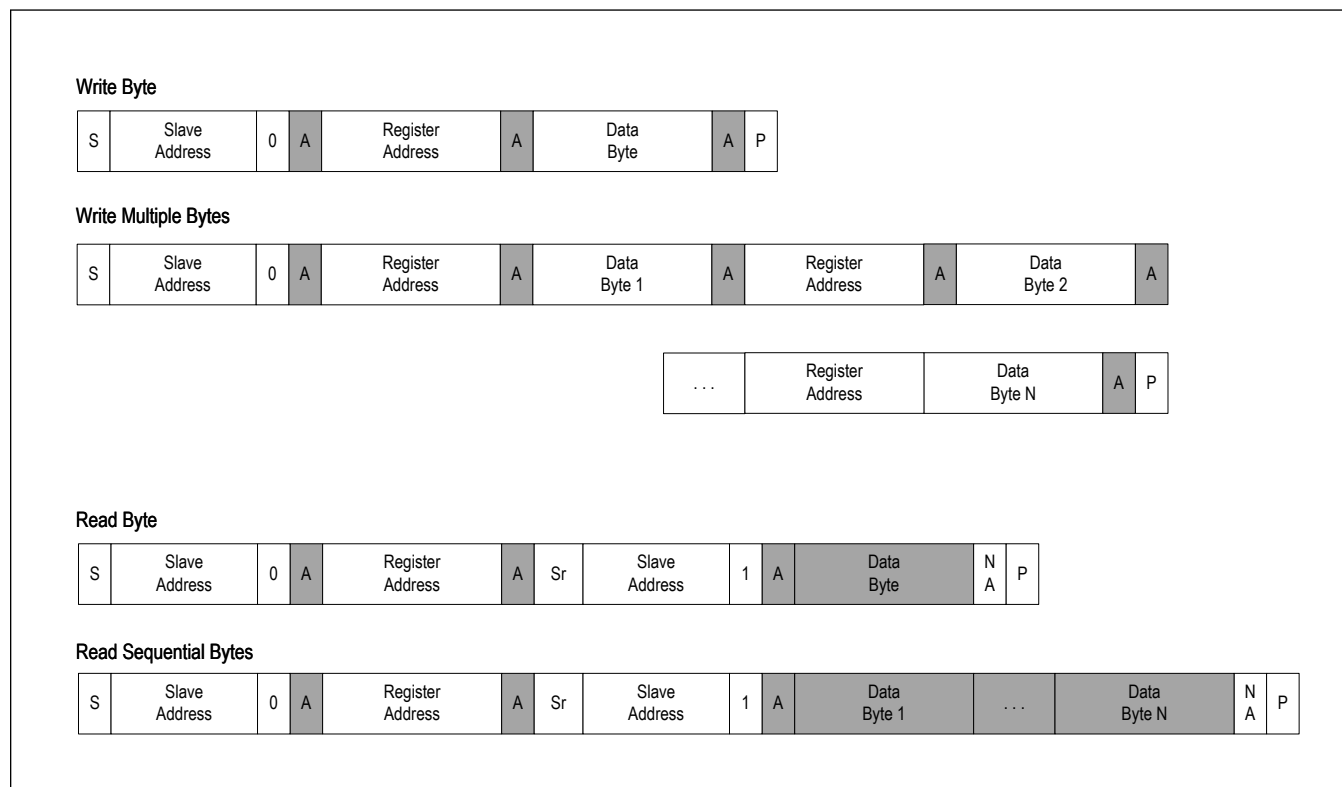 Write Byte
S Slave Address 0 A Register Address A Data Byte A P
Write Multiple Bytes
S Slave Address 0 A Register Address A Data Byte 1 A Register Address A Data Byte 2 A
. . . Register Address Data Byte N A P
Read Byte
S Slave Address 0 A Register Address A Sr Slave Address 1 A Data Byte N A P
Read Sequential Bytes
S Slave Address 0 A Register Address A Sr Slave Address 1 A Data Byte 1 . . . Data Byte N N A P